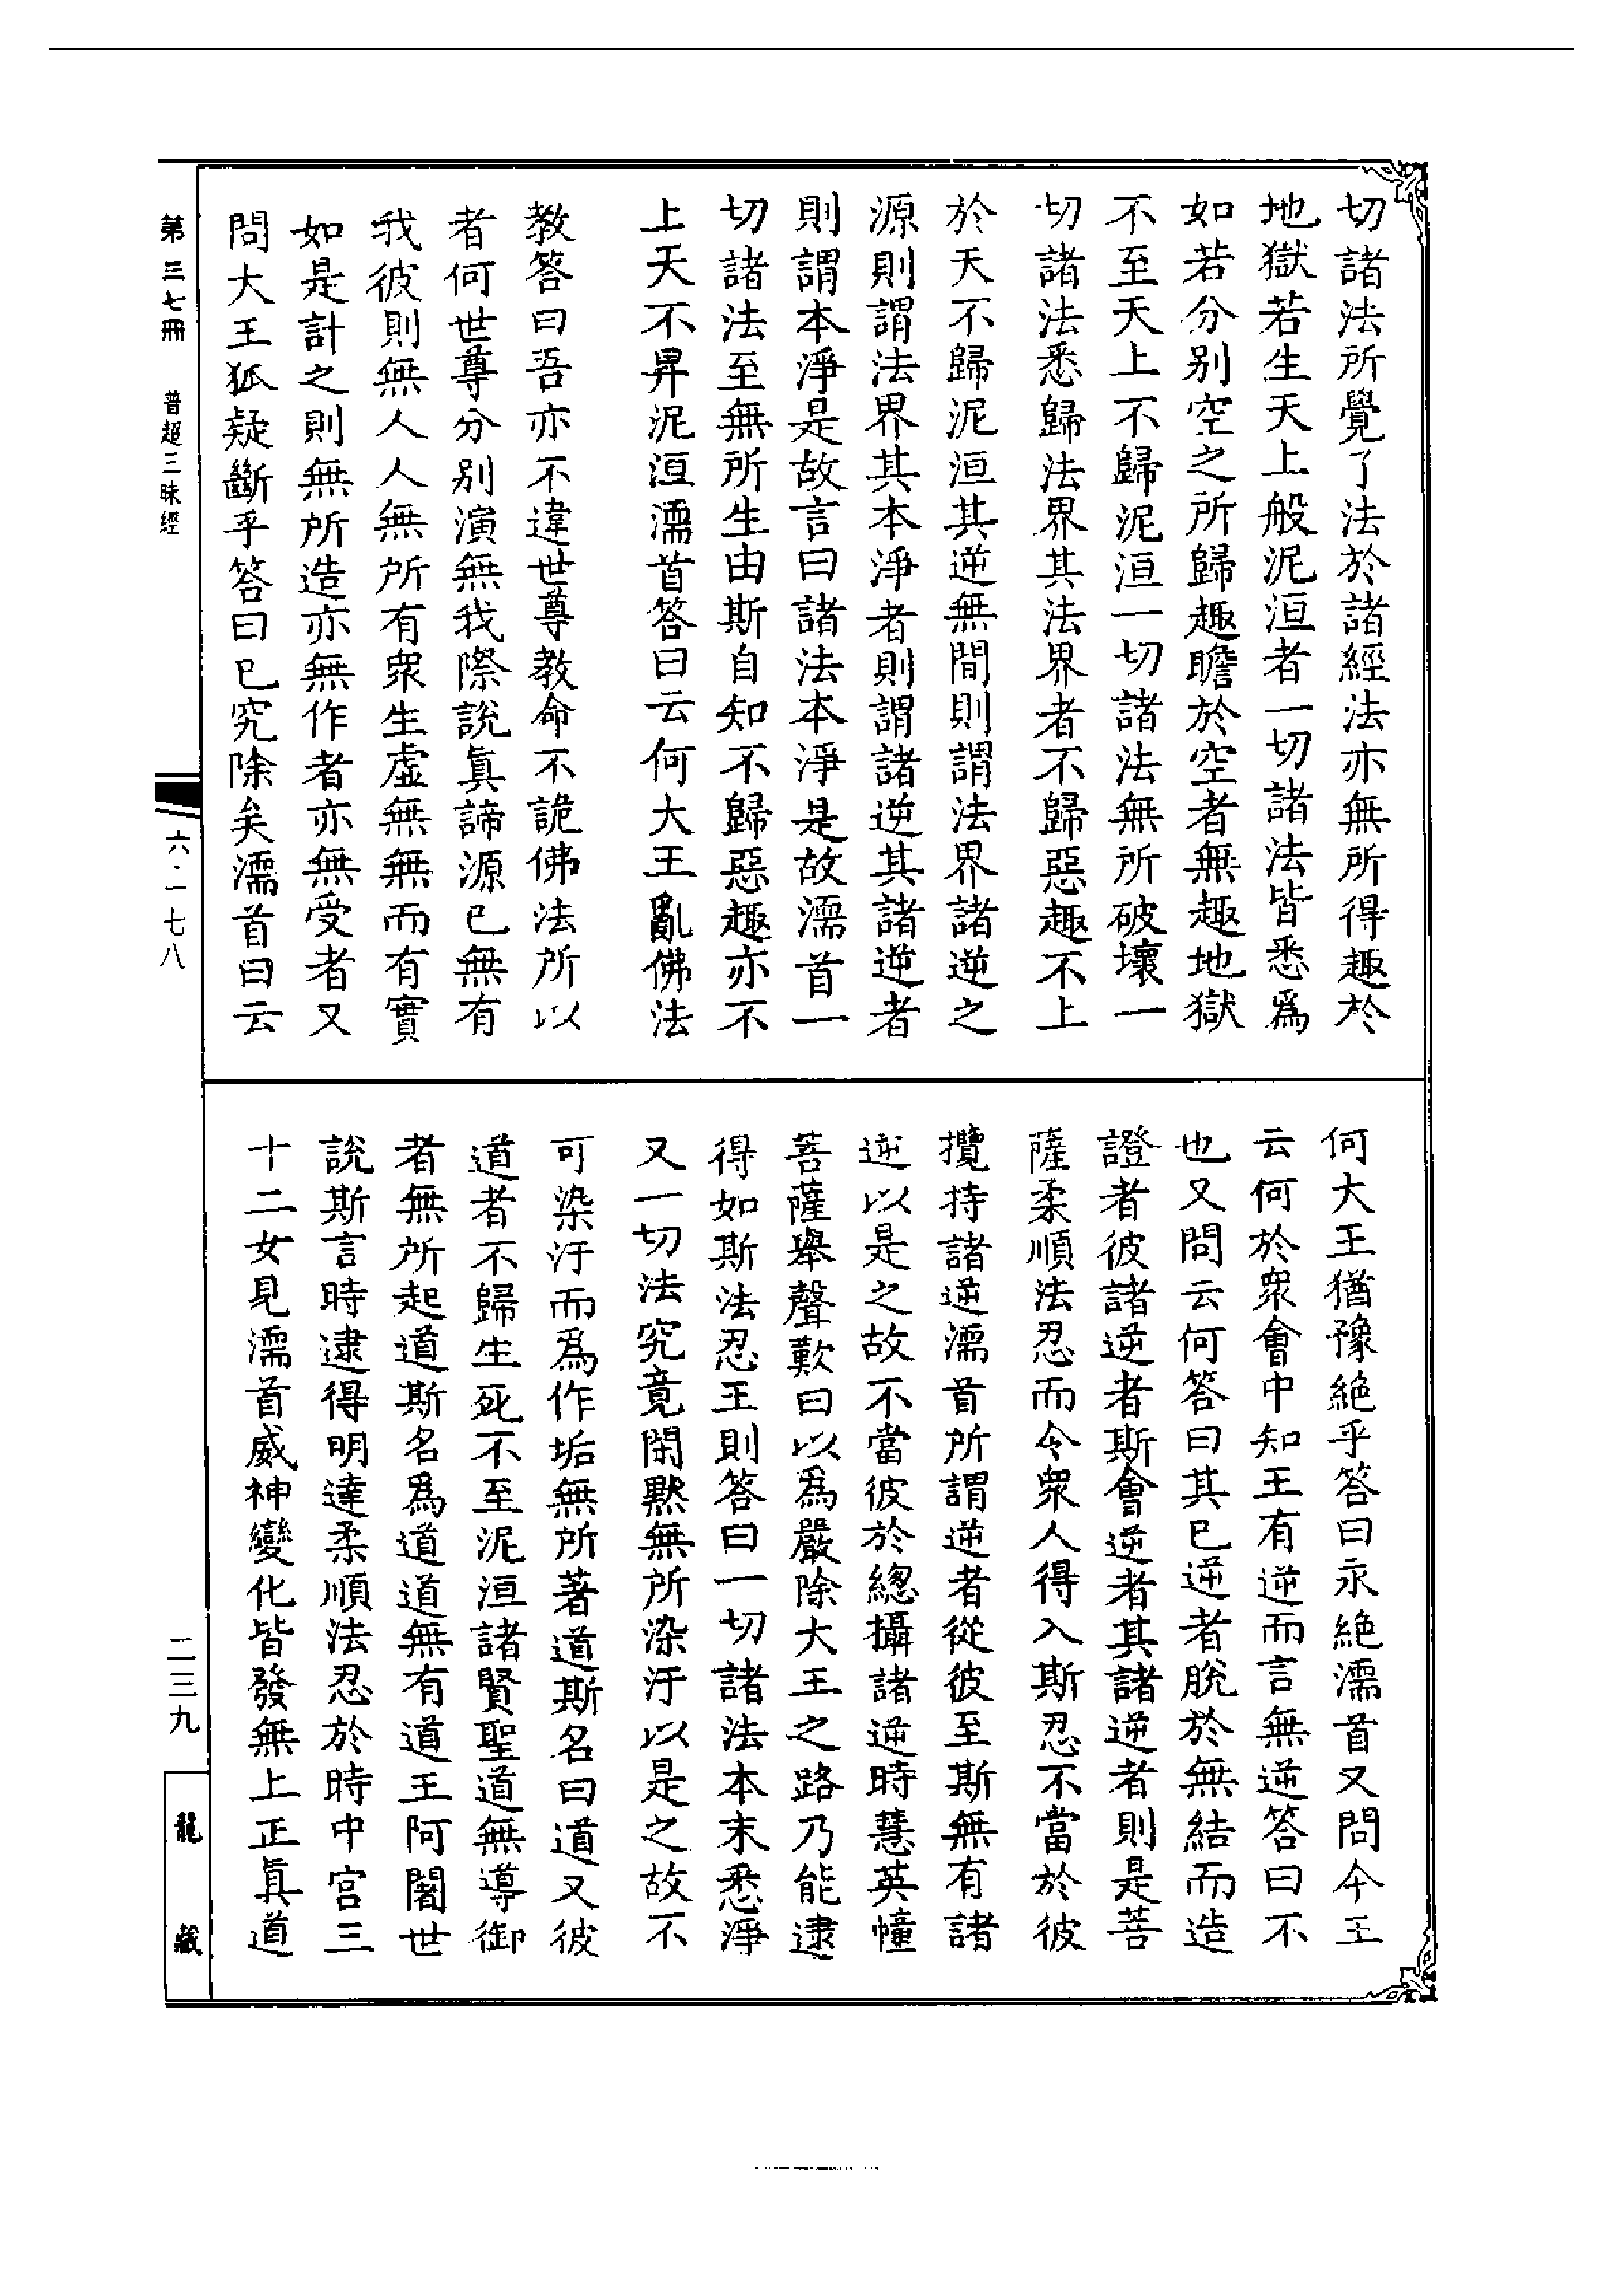 切諸法所覺了法於諸經法亦無所得趣於
地獄若生天上般泥洹者一切諸法皆悉爲
如若分別空之所歸趣瞻於空者無趣地獄
不至天上不歸泥洹一切諸法無所破壞一
切諸法悉歸法界其法界者不歸惡趣不上
於天不歸泥洹其逆無間則謂法界諸逆之
源則謂法界其本淨者則謂諸逆其諸逆者
則謂本淨是故言曰諸法本淨是故濡首一
切諸法至無所生由斯自知不歸惡趣亦不
上天不昇泥洹濡首答曰云何大王亂佛法
教答曰吾亦不違世尊教命不詭佛法所以
者何世尊分別演無我際說眞諦源已無有
我彼則無人人無所有衆生虛無無而有實
如是計之則無所造亦無作者亦無受者又
問大王狐疑斷乎答曰已究除矣濡首曰云
何大王猶豫絶乎答曰永絶濡首又問今王
云何於衆會中知王有逆而言無逆答曰不
也又問云何答曰其已逆者脫於無結而造
證者彼諸逆者斯會逆者其諸逆者則是菩
薩柔順法忍而令衆人得入斯忍不當於彼
攬持諸逆濡首所謂逆者從彼至斯無有諸
逆以是之故不當彼於總攝諸逆時慧英幢
菩薩舉聲歎曰以爲嚴除大王之路乃能逮
得如斯法忍王則答曰一切諸法本末悉淨
又一切法究竟閑默無所染汙以是之故不
可染汙而爲作垢無所著道斯名曰道又彼
道者不歸生死不至泥洹諸賢聖道無導御
者無所起道斯名爲道道無有道王阿闍世
說斯言時逮得明達柔順法忍於時中宮三
十二女見濡首威神變化皆發無上正眞道
第三七冊 普超三昧經
六·一七八
二三九
龍藏